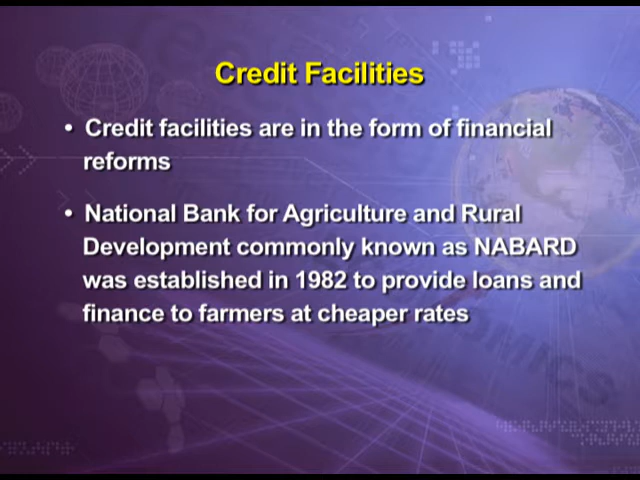 Credit Facilities
• Credit facilities are in the form of financial
reforms
• National Bank for Agriculture and Rural
Development commonly known as NABARD
was established in 1982 to provide loans and
finance to farmers at cheaper rates